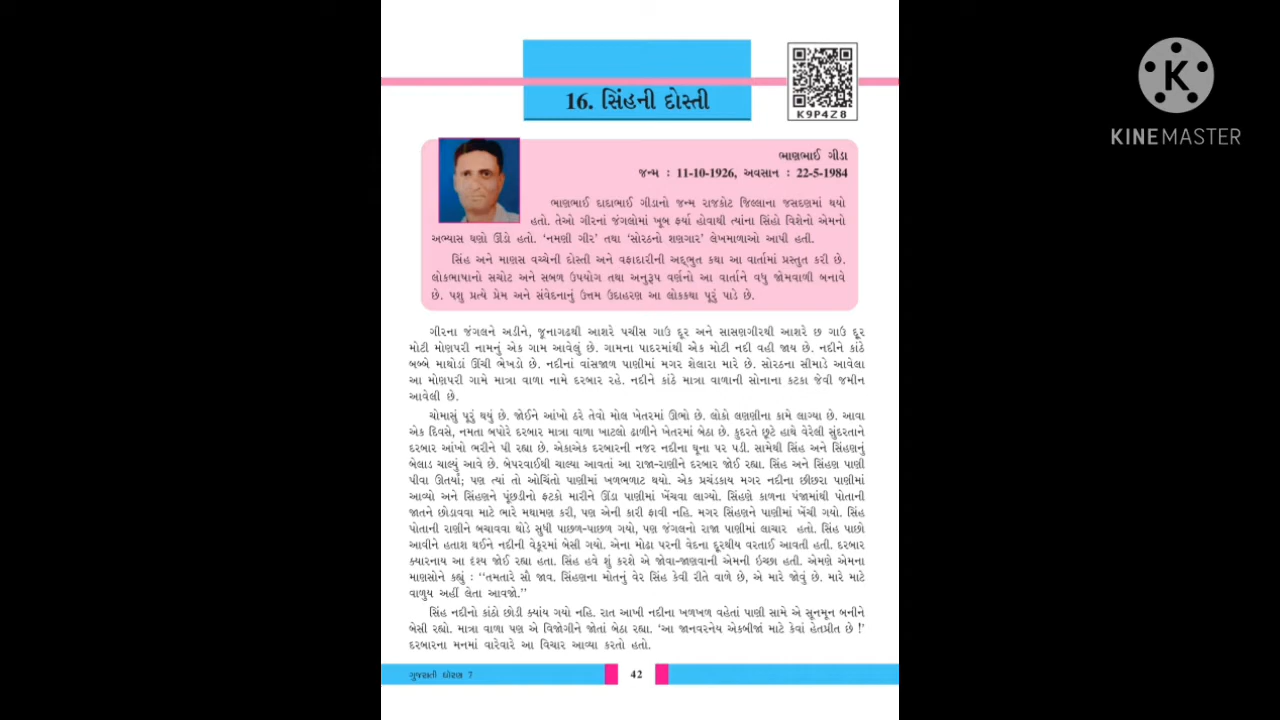 16. સિંહની દોસ્તી
K9P4Z8
K
KINEMASTER
ભાણભાઈ ગીડા
જન્મ : 11-10-1926, અવસાન : 22-5-1984
ભાણભાઈ દાદાભાઈ ગીડાનો જન્મ રાજકોટ જિલ્લાના જસદણમાં થયો
હતો. તેઓ ગીરનાં જંગલોમાં ખૂબ ફર્યા હોવાથી ત્યાંના સિંહો વિશેનો એમનો
અભ્યાસ ઘણો ઊંડો હતો. 'નમણી ગીર' તથા 'સોરઠનો શણગાર' લેખમાળાઓ આપી હતી.
સિંહ અને માણસ વચ્ચેની દોસ્તી અને વફાદારીની અદ્ભુત કથા આ વાર્તામાં પ્રસ્તુત કરી છે.
લોકભાષાનો સચોટ અને સબળ ઉપયોગ તથા અનુરૂપ વર્ણનો આ વાર્તાને વધુ જોમવાળી બનાવે
છે. પશુ પ્રત્યે પ્રેમ અને સંવેદનાનું ઉત્તમ ઉદાહરણ આ લોકકથા પૂરું પાડે છે.
ગીરના જંગલને અડીને, જૂનાગઢથી આશરે પચીસ ગાઉ દૂર અને સાસણગીરથી આશરે છ ગાઉ દૂર
મોટી મોણપરી નામનું એક ગામ આવેલું છે. ગામના પાદરમાંથી એક મોટી નદી વહી જાય છે. નદીને કાંઠે
બબ્બે માથોડાં ઊંચી ભેખડો છે. નદીનાં વાંસજાળ પાણીમાં મગર શેલારા મારે છે. સોરઠના સીમાડે આવેલા
આ મોણપરી ગામે માત્રા વાળા નામે દરબાર રહે. નદીને કાંઠે માત્રા વાળાની સોનાના કટકા જેવી જમીન
આવેલી છે.
ચોમાસું પૂરું થયું છે. જોઈને આંખો ઠરે તેવો મોલ ખેતરમાં ઊભો છે. લોકો લણણીના કામે લાગ્યા છે. આવા
એક દિવસે, નમતા બપોરે દરબાર માત્રા વાળા ખાટલો ઢાળીને ખેતરમાં બેઠા છે. કુદરતે છૂટે હાથે વેરેલી સુંદરતાને
દરબાર આંખો ભરીને પી રહ્યા છે. એકાએક દરબારની નજર નદીના ઘૂના પર પડી. સામેથી સિંહ અને સિંહણનું
બેલાડ ચાલ્યું આવે છે. બેપરવાઈથી ચાલ્યા આવતાં આ રાજા-રાણીને દરબાર જોઈ રહ્યા. સિંહ અને સિંહણ પાણી
પીવા ઊતર્યાં; પણ ત્યાં તો ઓચિંતો પાણીમાં ખળભળાટ થયો. એક પ્રચંડકાય મગર નદીના છીછરા પાણીમાં
આવ્યો અને સિંહણને પૂંછડીનો ફટકો મારીને ઊંડા પાણીમાં ખેંચવા લાગ્યો. સિંહણે કાળના પંજામાંથી પોતાની
જાતને છોડાવવા માટે ભારે મથામણ કરી, પણ એની કારી ફાવી નહિ. મગર સિંહણને પાણીમાં ખેંચી ગયો. સિંહ
પોતાની રાણીને બચાવવા થોડે સુધી પાછળ-પાછળ ગયો, પણ જંગલનો રાજા પાણીમાં લાચાર હતો. સિંહ પાછો
આવીને હતાશ થઈને નદીની વેકૂરમાં બેસી ગયો. એના મોઢા પરની વેદના દૂરથીય વરતાઈ આવતી હતી. દરબાર
ક્યારનાય આ દૃશ્ય જોઈ રહ્યા હતા. સિંહ હવે શું કરશે એ જોવા-જાણવાની એમની ઇચ્છા હતી. એમણે એમના
માણસોને કહ્યું : ''તમતારે સૌ જાવ. સિંહણના મોતનું વેર સિંહ કેવી રીતે વાળે છે, એ મારે જોવું છે. મારે માટે
વાળુય અહીં લેતા આવજો.''
સિંહ નદીનો કાંઠો છોડી ક્યાંય ગયો નહિ. રાત આખી નદીના ખળખળ વહેતાં પાણી સામે એ સૂનમૂન બનીને
બેસી રહ્યો. માત્રા વાળા પણ એ વિજોગીને જોતાં બેઠા રહ્યા. 'આ જાનવરનેય એકબીજાં માટે કેવાં હેતપ્રીત છે !'
દરબારના મનમાં વારેવારે આ વિચાર આવ્યા કરતો હતો.
ગુજરાતી ધોરણ 7
42